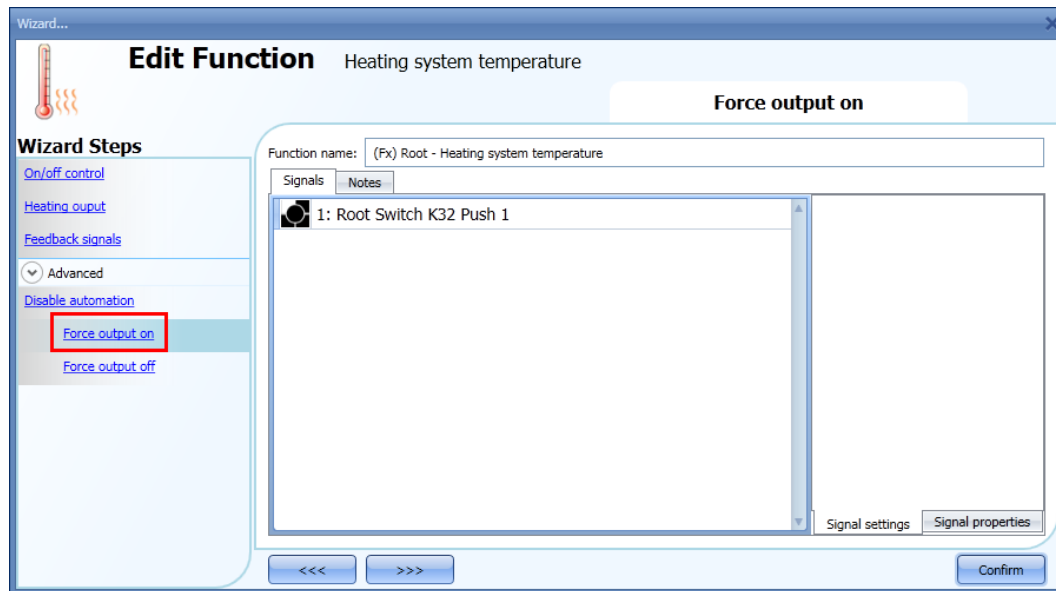 Wizard...
Edit Function Heating system temperature
Force output on
Wizard Steps
On/off control
Heating ouput
Feedback signals
Advanced
Disable automation
Force output on
Force output off
Function name: (Fx) Root - Heating system temperature
Signals Notes
1: Root Switch K32 Push 1
Signal settings Signal properties
<<< >>> Confirm